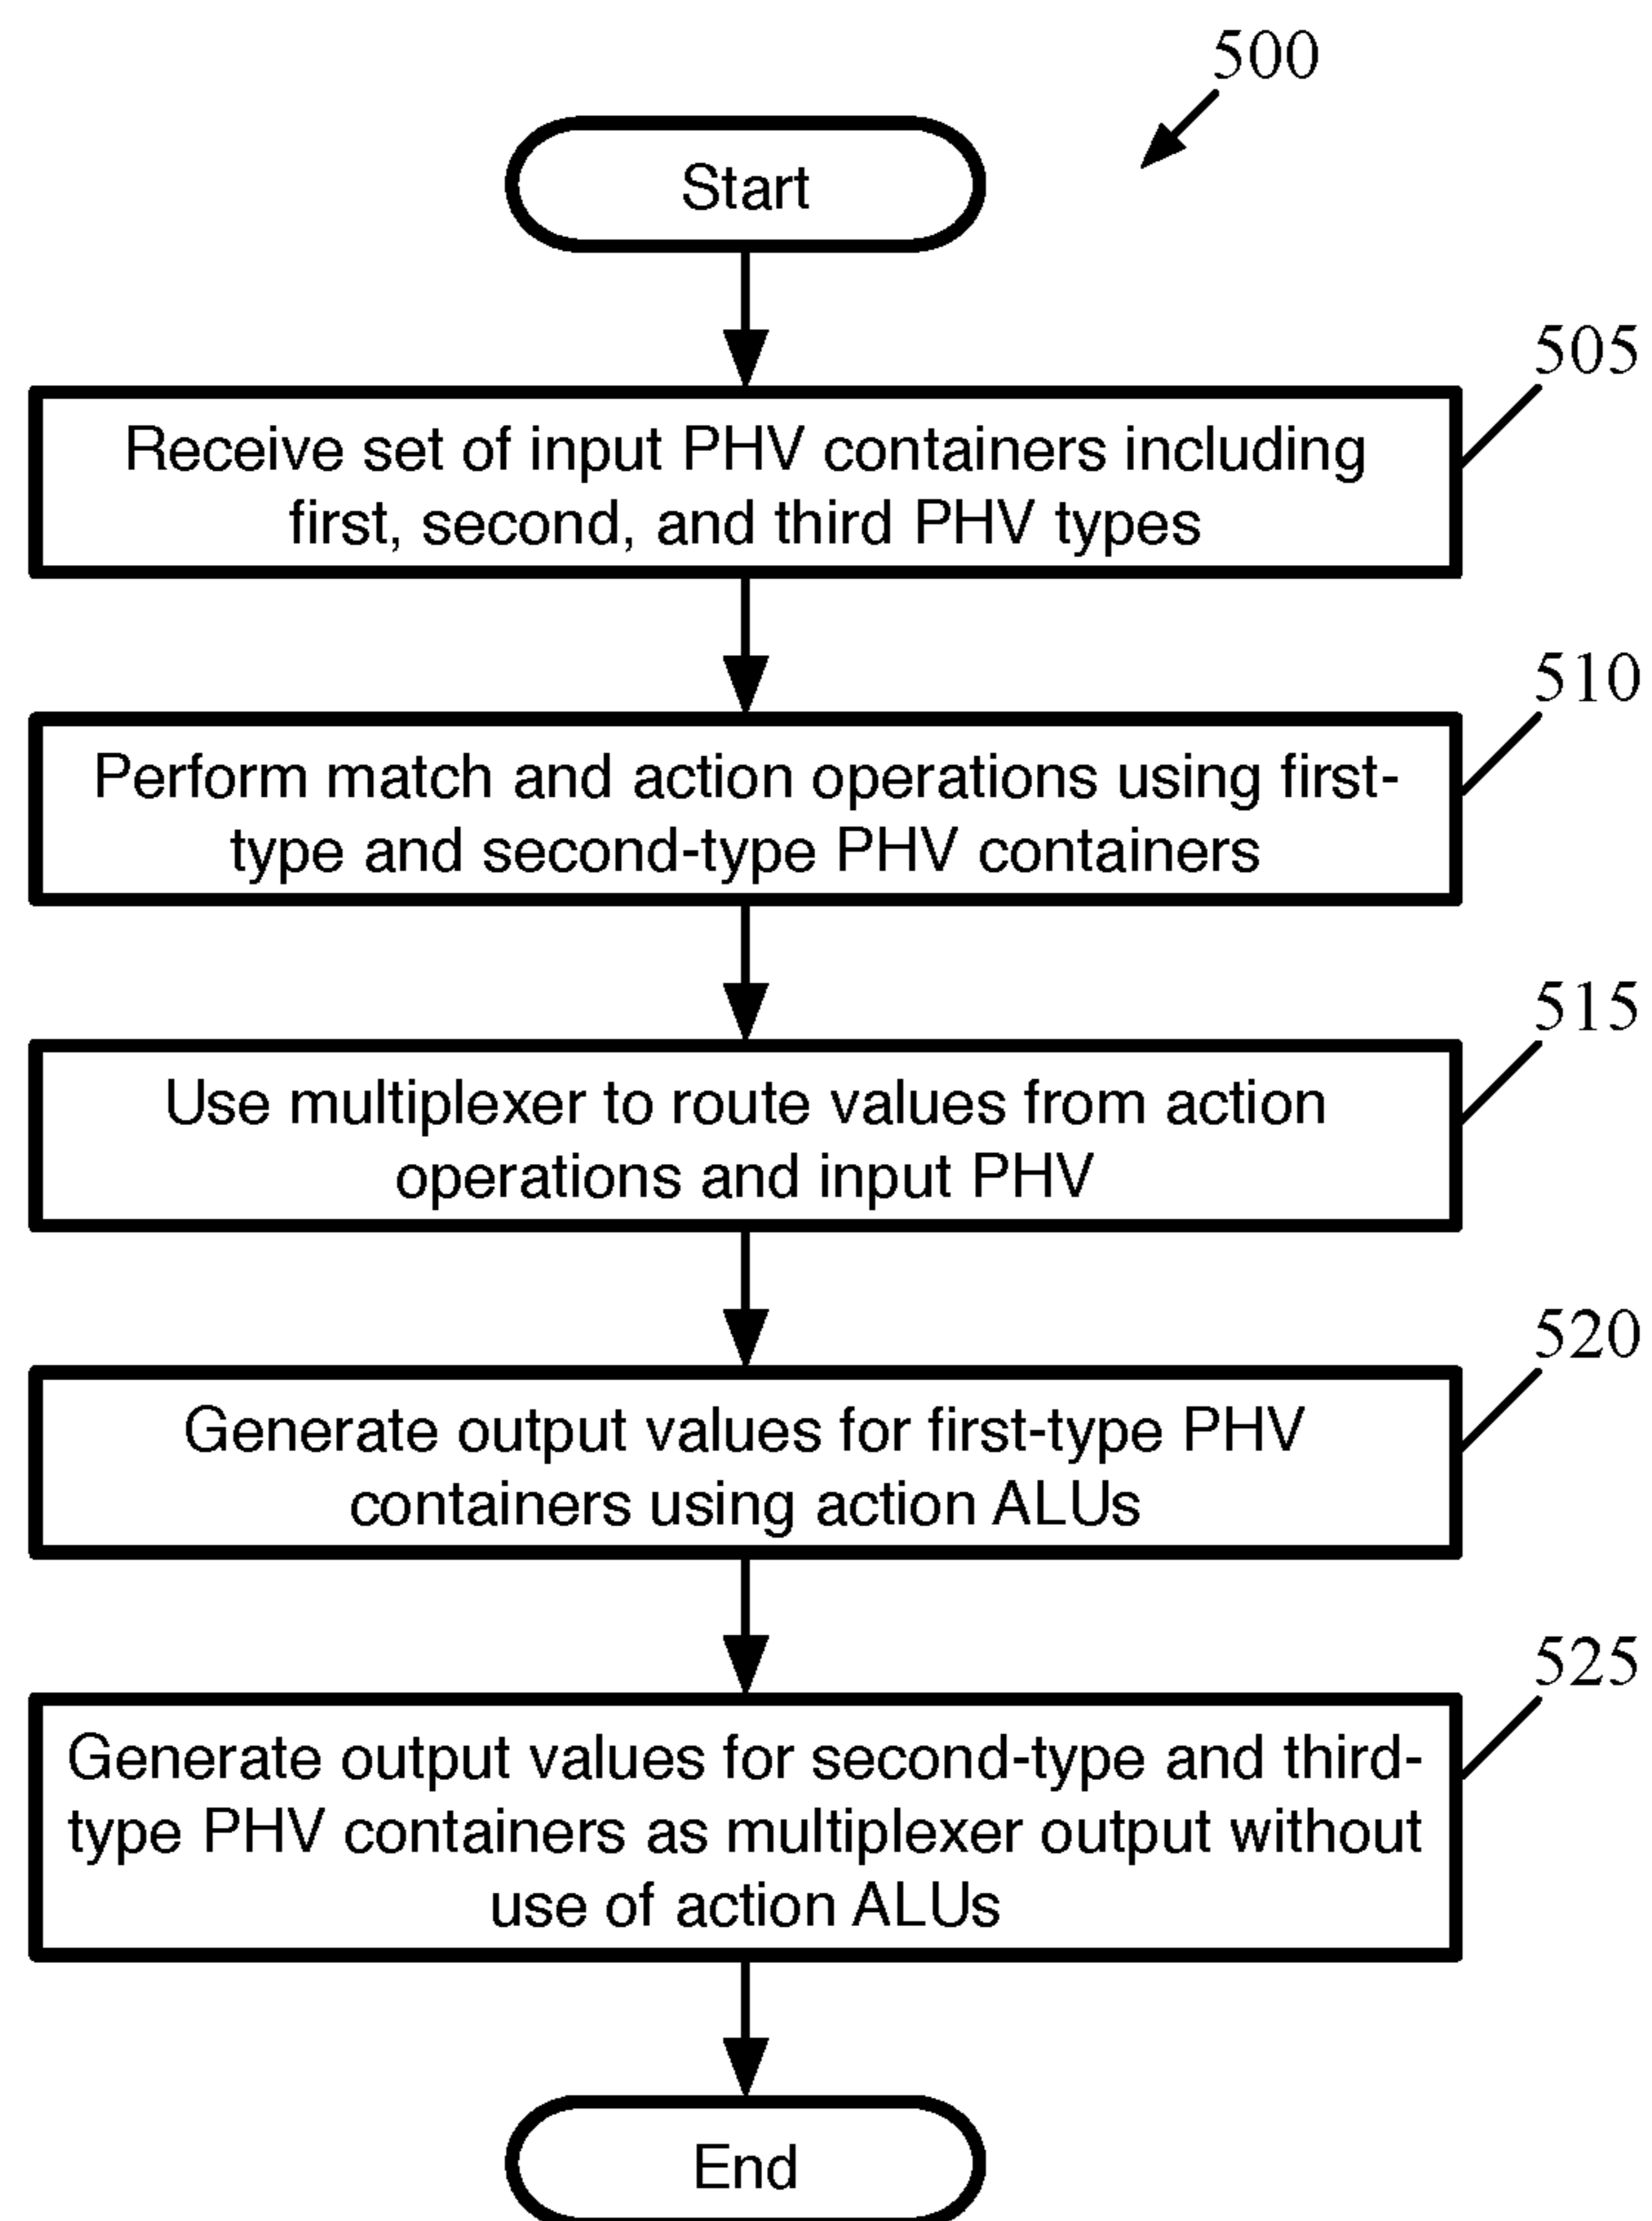 500
Start
505
Receive set of input PHV containers including
first, second, and third PHV types
510
Perform match and action operations using first-
type and second-type PHV containers
515
Use multiplexer to route values from action
operations and input PHV
520
Generate output values for first-type PHV
containers using action ALUs
525
Generate output values for second-type and third-
type PHV containers as multiplexer output without
use of action ALUs
End